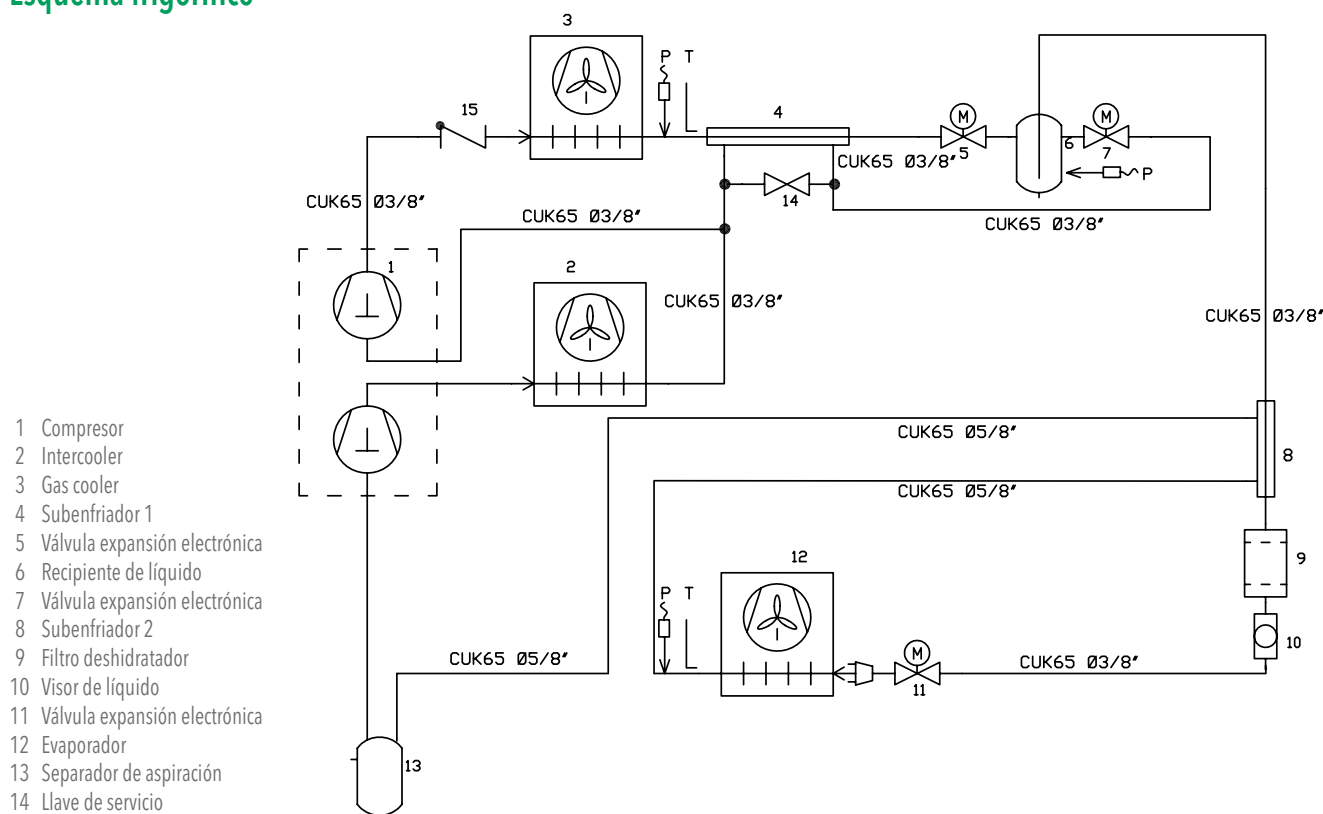 Esquema frigorífico
3
P T
15
4
M
M
5
6
7
CUK65 Ø3/8"
P
14
CUK65 Ø3/8"
CUK65 Ø3/8"
CUK65 Ø3/8"
1
2
CUK65 Ø3/8"
CUK65 Ø3/8"
CUK65 Ø5/8"
8
CUK65 Ø5/8"
12
9
P T
M
10
CUK65 Ø5/8"
CUK65 Ø3/8"
11
13
1 Compresor
2 Intercooler
3 Gas cooler
4 Subenfriador 1
5 Válvula expansión electrónica
6 Recipiente de líquido
7 Válvula expansión electrónica
8 Subenfriador 2
9 Filtro deshidratador
10 Visor de líquido
11 Válvula expansión electrónica
12 Evaporador
13 Separador de aspiración
14 Llave de servicio